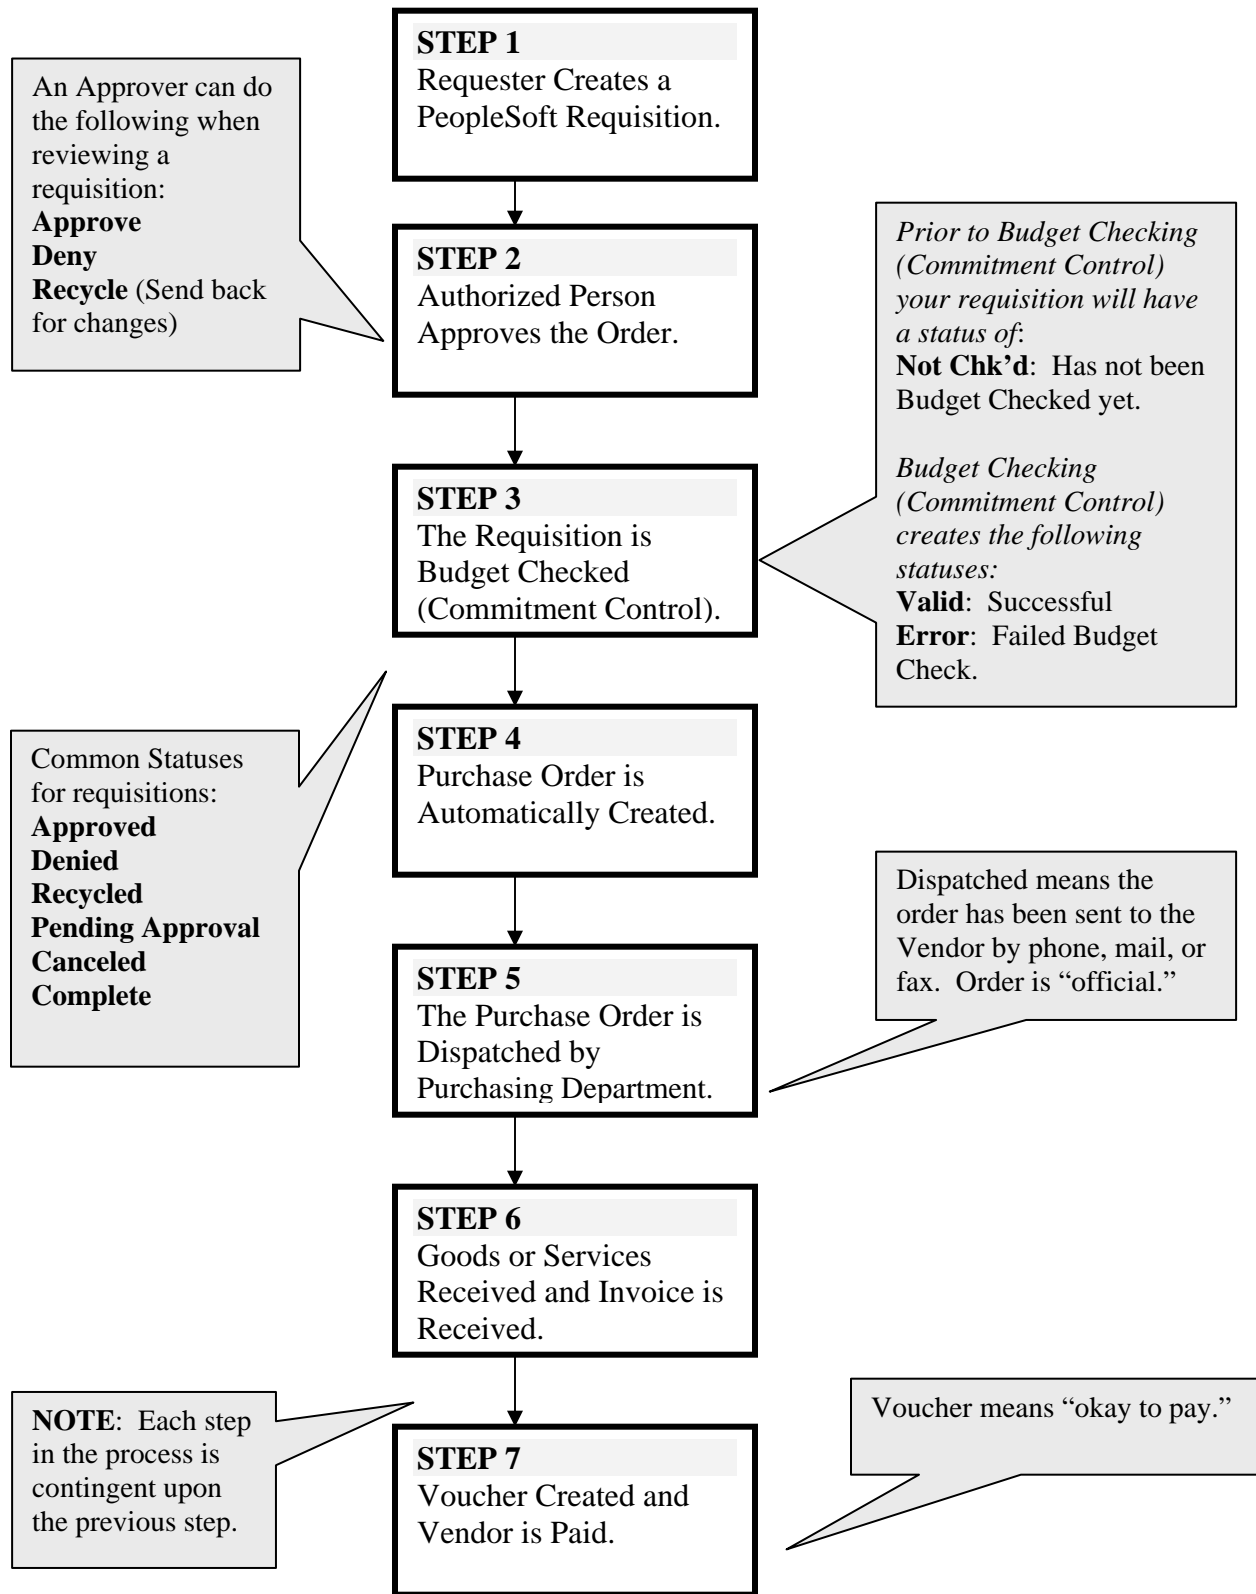 STEP 1
Requester Creates a
PeopleSoft Requisition.
An Approver can do
the following when
reviewing a
requisition:
Approve
Deny
Recycle (Send back
for changes)
STEP 2
Authorized Person
Approves the Order.
Prior to Budget Checking
(Commitment Control)
your requisition will have
a status of:
Not Chk’d:  Has not been
Budget Checked yet.
Budget Checking
(Commitment Control)
creates the following
statuses:
Valid:  Successful
Error:  Failed Budget
Check.
STEP 3
The Requisition is
Budget Checked
(Commitment Control).
Common Statuses
for requisitions:
Approved
Denied
Recycled
Pending Approval
Canceled
Complete
STEP 4
Purchase Order is
Automatically Created.
Dispatched means the
order has been sent to the
Vendor by phone, mail, or
fax.  Order is “official.”
STEP 5
The Purchase Order is
Dispatched by
Purchasing Department.
STEP 6
Goods or Services
Received and Invoice is
Received.
NOTE:  Each step
in the process is
contingent upon
the previous step.
Voucher means “okay to pay.”
STEP 7
Voucher Created and
Vendor is Paid.